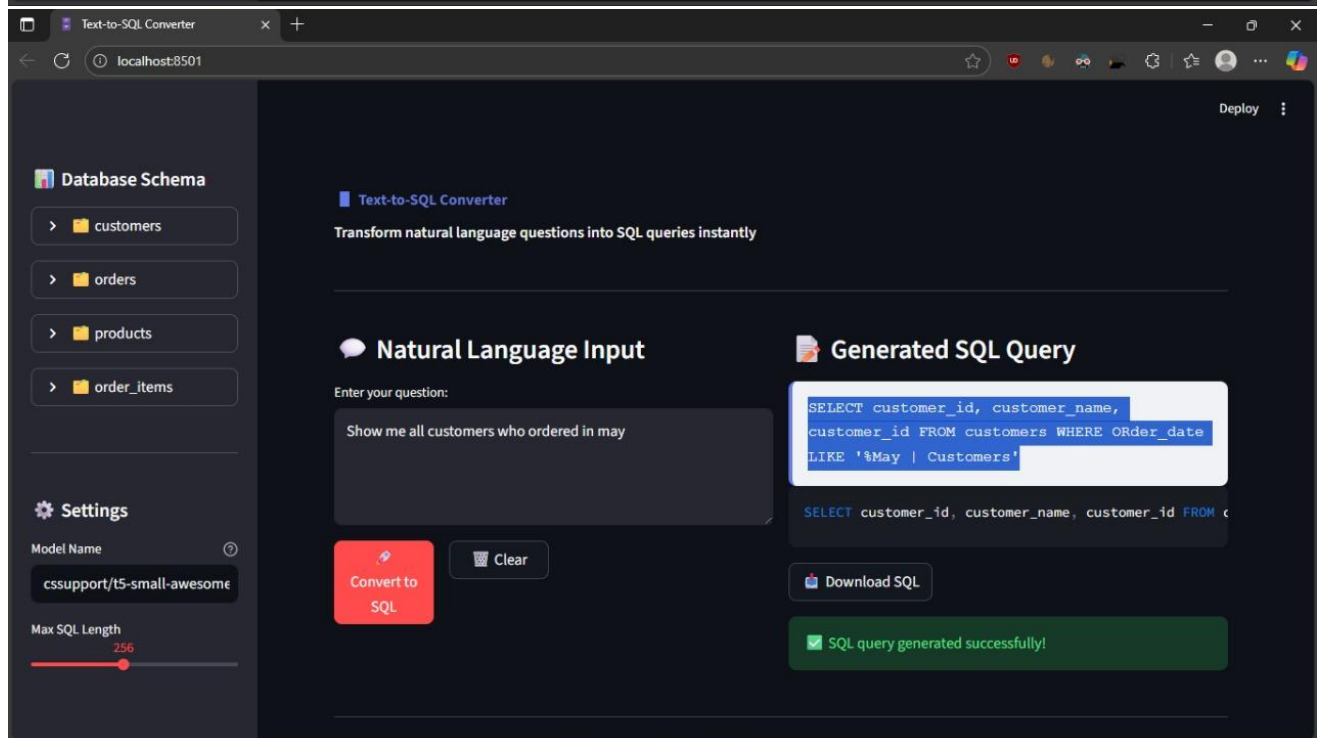 Text-to-SQL Converter
localhost:8501
Deploy
Database Schema
customers
orders
products
order_items
Settings
Model Name
cssupport/t5-small-awesome
Max SQL Length
256
Text-to-SQL Converter
Transform natural language questions into SQL queries instantly
Natural Language Input
Enter your question:
Show me all customers who ordered in may
Convert to
SQL
Clear
Generated SQL Query
SELECT customer_id, customer_name,
customer_id FROM customers WHERE ORder_date
LIKE '%May | Customers'
SELECT customer_id, customer_name, customer_id FROM c
Download SQL
SQL query generated successfully!